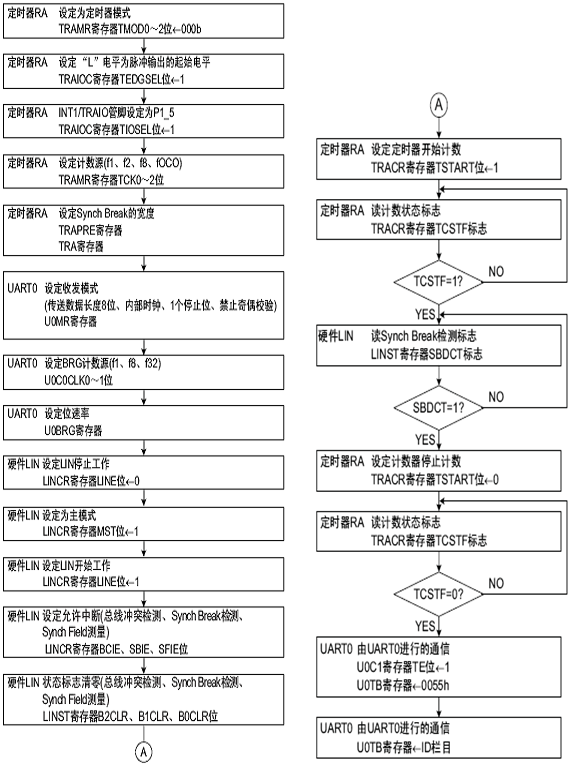 定时器RA 设定为定时器模式
TRAMR寄存器TMOD0～2位←000b
定时器RA 设定“L”电平为脉冲输出的起始电平
TRAIOC寄存器TEDGSEL位←1
定时器RA INT1/TRAIO管脚设定为P1_5
TRAIOC寄存器TIOSEL位←1
定时器RA 设定计数源(f1、f2、f8、fOCO)
TRAMR寄存器TCK0～2位
定时器RA 设定Synch Break的宽度
TRAPRE寄存器
TRA寄存器
UART0 设定收发模式
(传送数据长度8位、内部时钟、1个停止位、禁止奇偶校验)
U0MR寄存器
UART0 设定BRG计数源(f1、f8、f32)
U0C0CLK0～1位
UART0 设定位速率
U0BRG寄存器
硬件LIN 设定LIN停止工作
LINCR寄存器LINE位←0
硬件LIN 设定为主模式
LINCR寄存器MST位←1
硬件LIN 设定LIN开始工作
LINCR寄存器LINE位←1
硬件LIN 设定允许中断(总线冲突检测、Synch Break检测、
Synch Field测量)
LINCR寄存器BCIE、SBIE、SFIE位
硬件LIN 状态标志清零(总线冲突检测、Synch Break检测、
Synch Field测量)
LINST寄存器B2CLR、B1CLR、B0CLR位
A
A
定时器RA 设定定时器开始计数
TRACR寄存器TSTART位←1
定时器RA 读计数状态标志
TRACR寄存器TCSTF标志
TCSTF=1?
NO
YES
硬件LIN 读Synch Break检测标志
LINST寄存器SBDCT标志
SBDCT=1?
NO
YES
定时器RA 设定计数器停止计数
TRACR寄存器TSTART位←0
定时器RA 读计数状态标志
TRACR寄存器TCSTF标志
TCSTF=0?
NO
YES
UART0 由UART0进行的通信
U0C1寄存器TE位←1
U0TB寄存器←0055h
UART0 由UART0进行的通信
U0TB寄存器←ID栏目